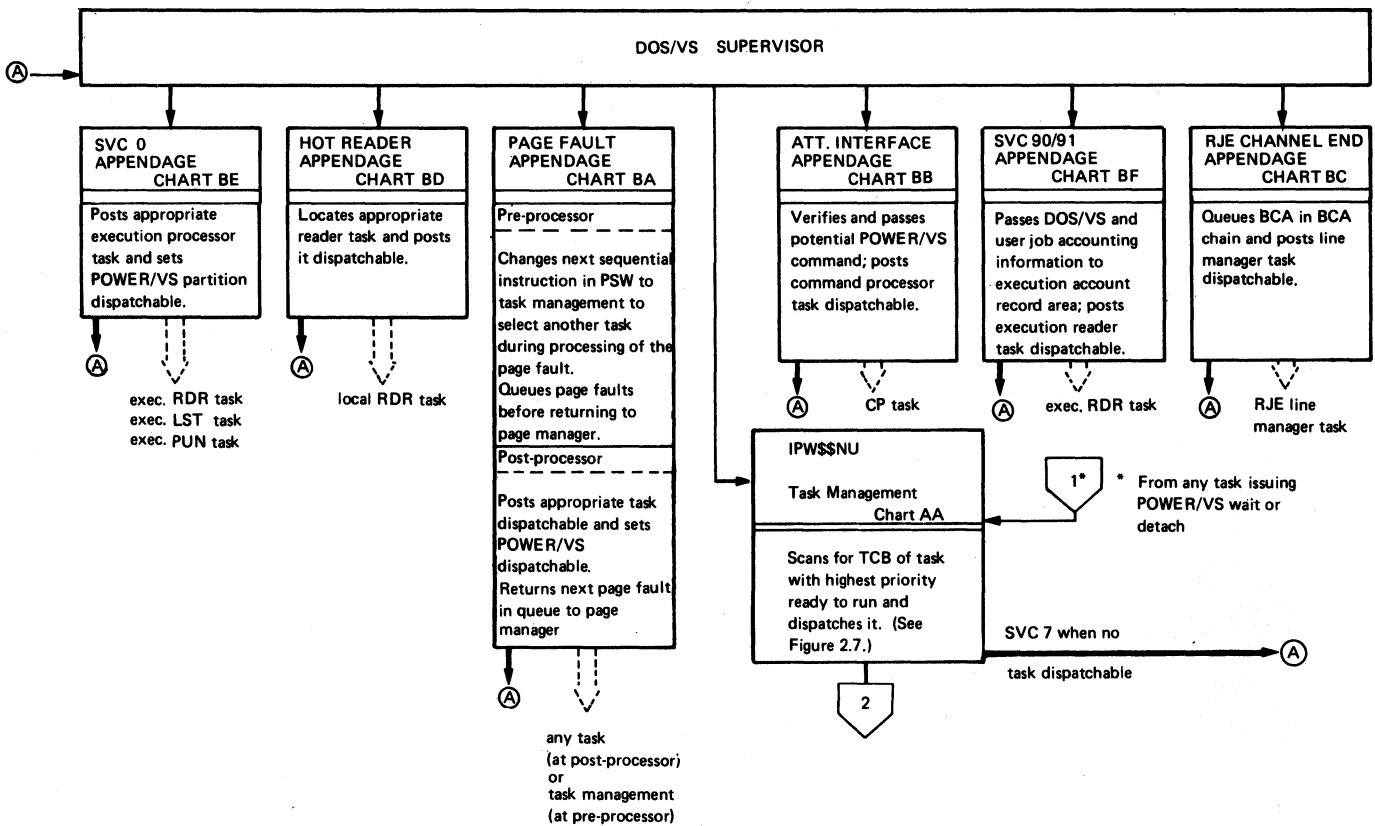 DOS/VS SUPERVISOR
A
SVC 0
APPENDAGE
CHART BE
Posts appropriate
execution processor
task and sets
POWER/VS partition
dispatchable.
A
exec. RDR task
exec. LST task
exec. PUN task
HOT READER
APPENDAGE
CHART BD
Locates appropriate
reader task and posts
it dispatchable.
A
local RDR task
PAGE FAULT
APPENDAGE
CHART BA
Pre-processor
Changes next sequential
instruction in PSW to
task management to
select another task
during processing of the
page fault.
Queues page faults
before returning to
page manager.
Post-processor
Posts appropriate task
dispatchable and sets
POWER/VS
dispatchable.
Returns next page fault
in queue to page
manager
A
any task
(at post-processor)
or
task management
(at pre-processor)
ATT. INTERFACE
APPENDAGE
CHART BB
Verifies and passes
potential POWER/VS
command; posts
command processor
task dispatchable.
A
CP task
SVC 90/91
APPENDAGE
CHART BF
Passes DOS/VS and
user job accounting
information to
execution account
record area; posts
execution reader
task dispatchable.
A
exec. RDR task
RJE CHANNEL END
APPENDAGE
CHART BC
Queues BCA in BCA
chain and posts line
manager task
dispatchable.
A
RJE line
manager task
IPW$$NU
Task Management
Chart AA
Scans for TCB of task
with highest priority
ready to run and
dispatches it. (See
Figure 2.7.)
1*
* From any task issuing
POWER/VS wait or
detach
SVC 7 when no
task dispatchable
A
2